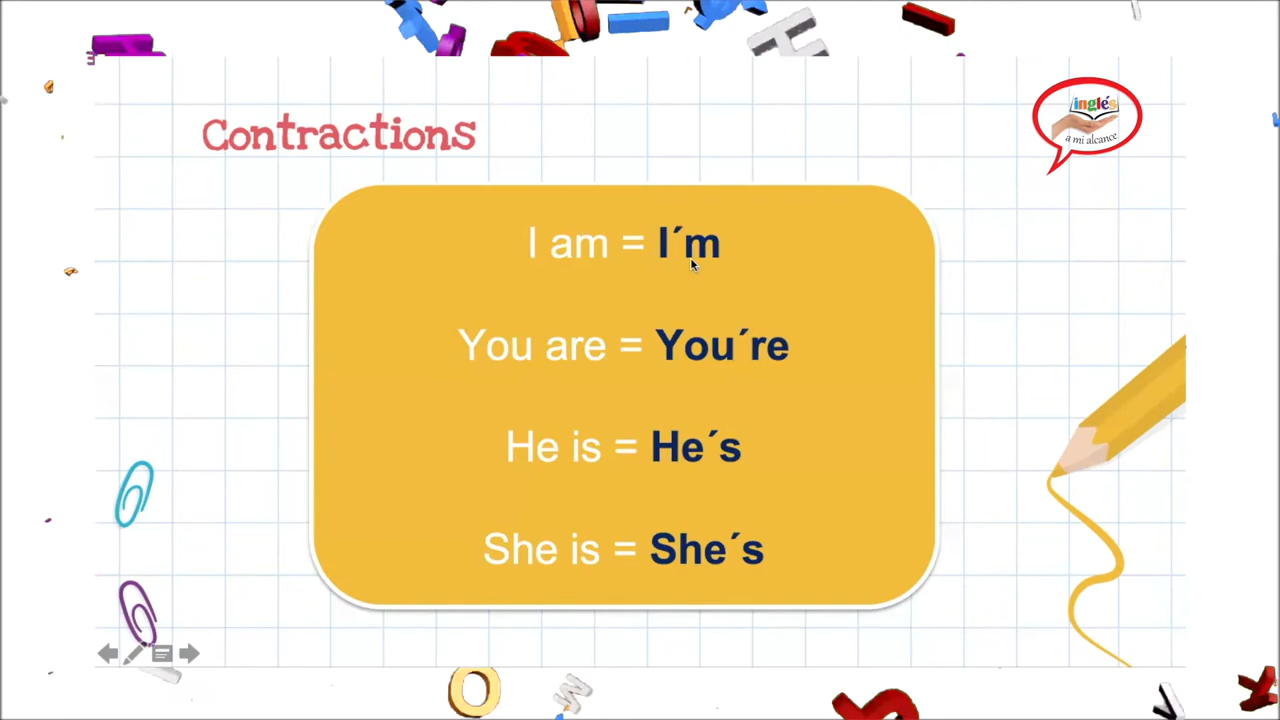 Contractions
inglés
a mi alcance
I am = I´m
You are = You´re
He is = He´s
She is = She´s